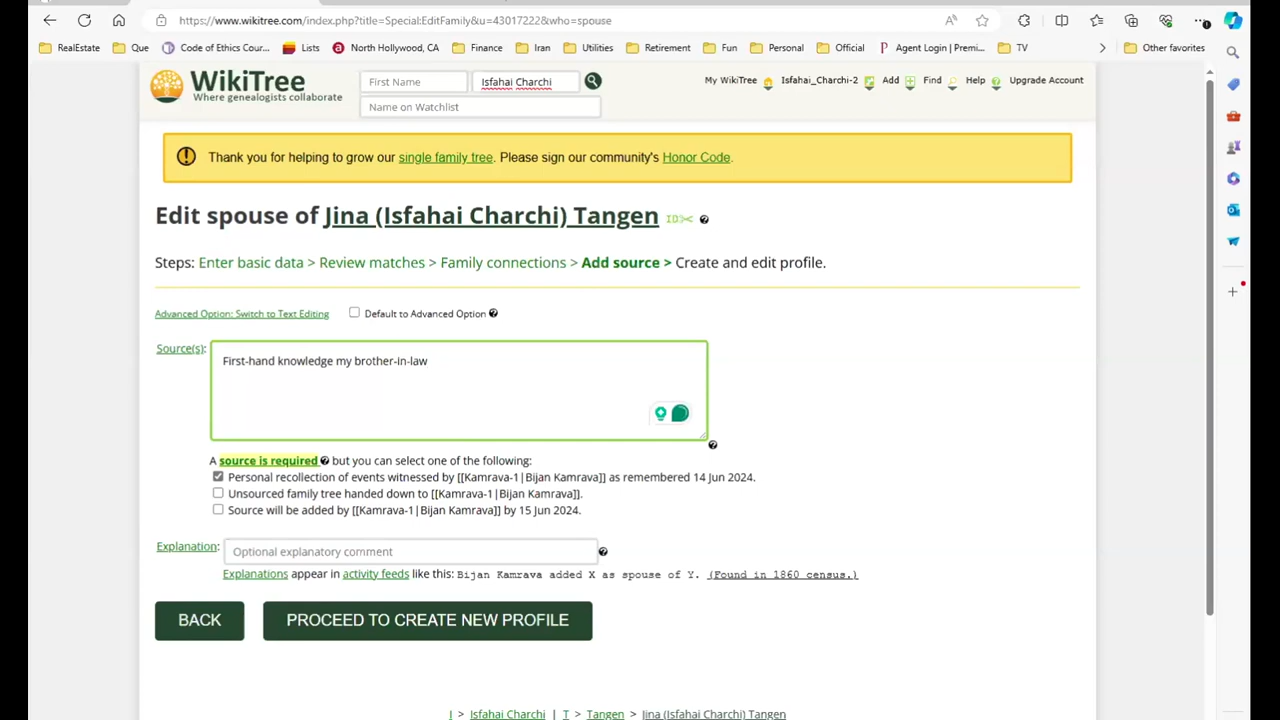 https://www.wikitree.com/index.php?title=Special:EditFamily&u=43017222&who=spouse
RealEstate Que Code of Ethics Cour... Lists North Hollywood, CA Finance Iran Utilities Retirement Fun Personal Official Agent Login | Premi... TV Other favorites
WikiTree
Where genealogists collaborate
First Name Isfahai Charchi
Name on Watchlist
My WikiTree Isfahai_Charchi-2 Add Find Help Upgrade Account
Thank you for helping to grow our single family tree. Please sign our community's Honor Code.
Edit spouse of Jina (Isfahai Charchi) Tangen ID
Steps: Enter basic data > Review matches > Family connections > Add source > Create and edit profile.
Advanced Option: Switch to Text Editing Default to Advanced Option
Source(s): First-hand knowledge my brother-in-law
A source is required but you can select one of the following:
Personal recollection of events witnessed by [[Kamrava-1|Bijan Kamrava]] as remembered 14 Jun 2024.
Unsourced family tree handed down to [[Kamrava-1|Bijan Kamrava]].
Source will be added by [[Kamrava-1|Bijan Kamrava]] by 15 Jun 2024.
Explanation: Optional explanatory comment
Explanations appear in activity feeds like this: Bijan Kamrava added X as spouse of Y. (Found in 1860 census.)
BACK PROCEED TO CREATE NEW PROFILE
I > Isfahai Charchi | T > Tangen > Jina (Isfahai Charchi) Tangen